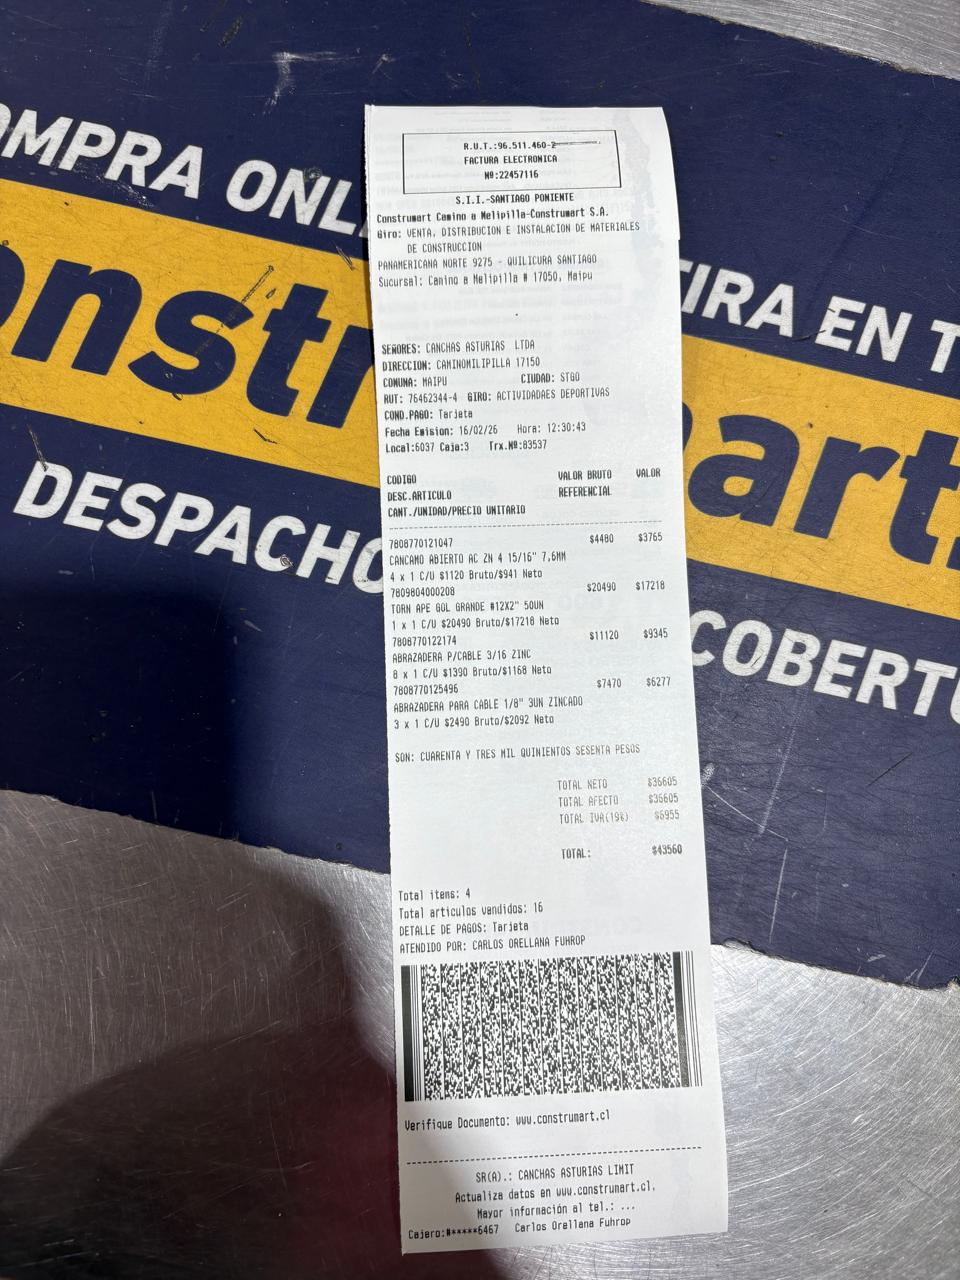 OMPRA ONLI
TIRA EN T
onstr
mart
DESPACHO
COBERTU
R.U.T.:96.511.460-2
FACTURA ELECTRONICA
Nº:22457116
S.I.I.-SANTIAGO PONIENTE
Construmart Camino a Melipilla-Construmart S.A.
Giro: VENTA, DISTRIBUCION E INSTALACION DE MATERIALES
DE CONSTRUCCION
PANAMERICANA NORTE 9275 - QUILICURA SANTIAGO
Sucursal: Camino a Melipilla # 17050, Maipu
SEÑORES: CANCHAS ASTURIAS LTDA
DIRECCION: CAMINOMILIPILLA 17150
COMUNA: MAIPU CIUDAD: STGO
RUT: 76462344-4 GIRO: ACTIVIDADAES DEPORTIVAS
COND.PAGO: Tarjeta
Fecha Emision: 16/02/26 Hora: 12:30:43
Local:6037 Caja:3 Trx.Nº:83537
CODIGO VALOR BRUTO VALOR
DESC.ARTICULO REFERENCIAL
CANT./UNIDAD/PRECIO UNITARIO
7808770121047 $4480 $3765
CANCAMO ABIERTO AC ZN 4 15/16" 7,6MM
4 x 1 C/U $1120 Bruto/$941 Neto
7809804000208 $20490 $17218
TORN APE GOL GRANDE #12X2" 50UN
1 x 1 C/U $20490 Bruto/$17218 Neto
7808770122174 $11120 $9345
ABRAZADERA P/CABLE 3/16 ZINC
8 x 1 C/U $1390 Bruto/$1168 Neto
7808770125496 $7470 $6277
ABRAZADERA PARA CABLE 1/8" 3UN ZINCADO
3 x 1 C/U $2490 Bruto/$2092 Neto
SON: CUARENTA Y TRES MIL QUINIENTOS SESENTA PESOS
TOTAL NETO $36605
TOTAL AFECTO $36605
TOTAL IVA(19%) $6955
TOTAL: $43560
Total itens: 4
Total articulos vendidos: 16
DETALLE DE PAGOS: Tarjeta
ATENDIDO POR: CARLOS ORELLANA FUHROP
Verifique Documento: www.construmart.cl
SR(A).: CANCHAS ASTURIAS LIMIT
Actualiza datos en www.construmart.cl.
Mayor información al tel.: ...
Cajero:#*****6467 Carlos Orellana Fuhrop